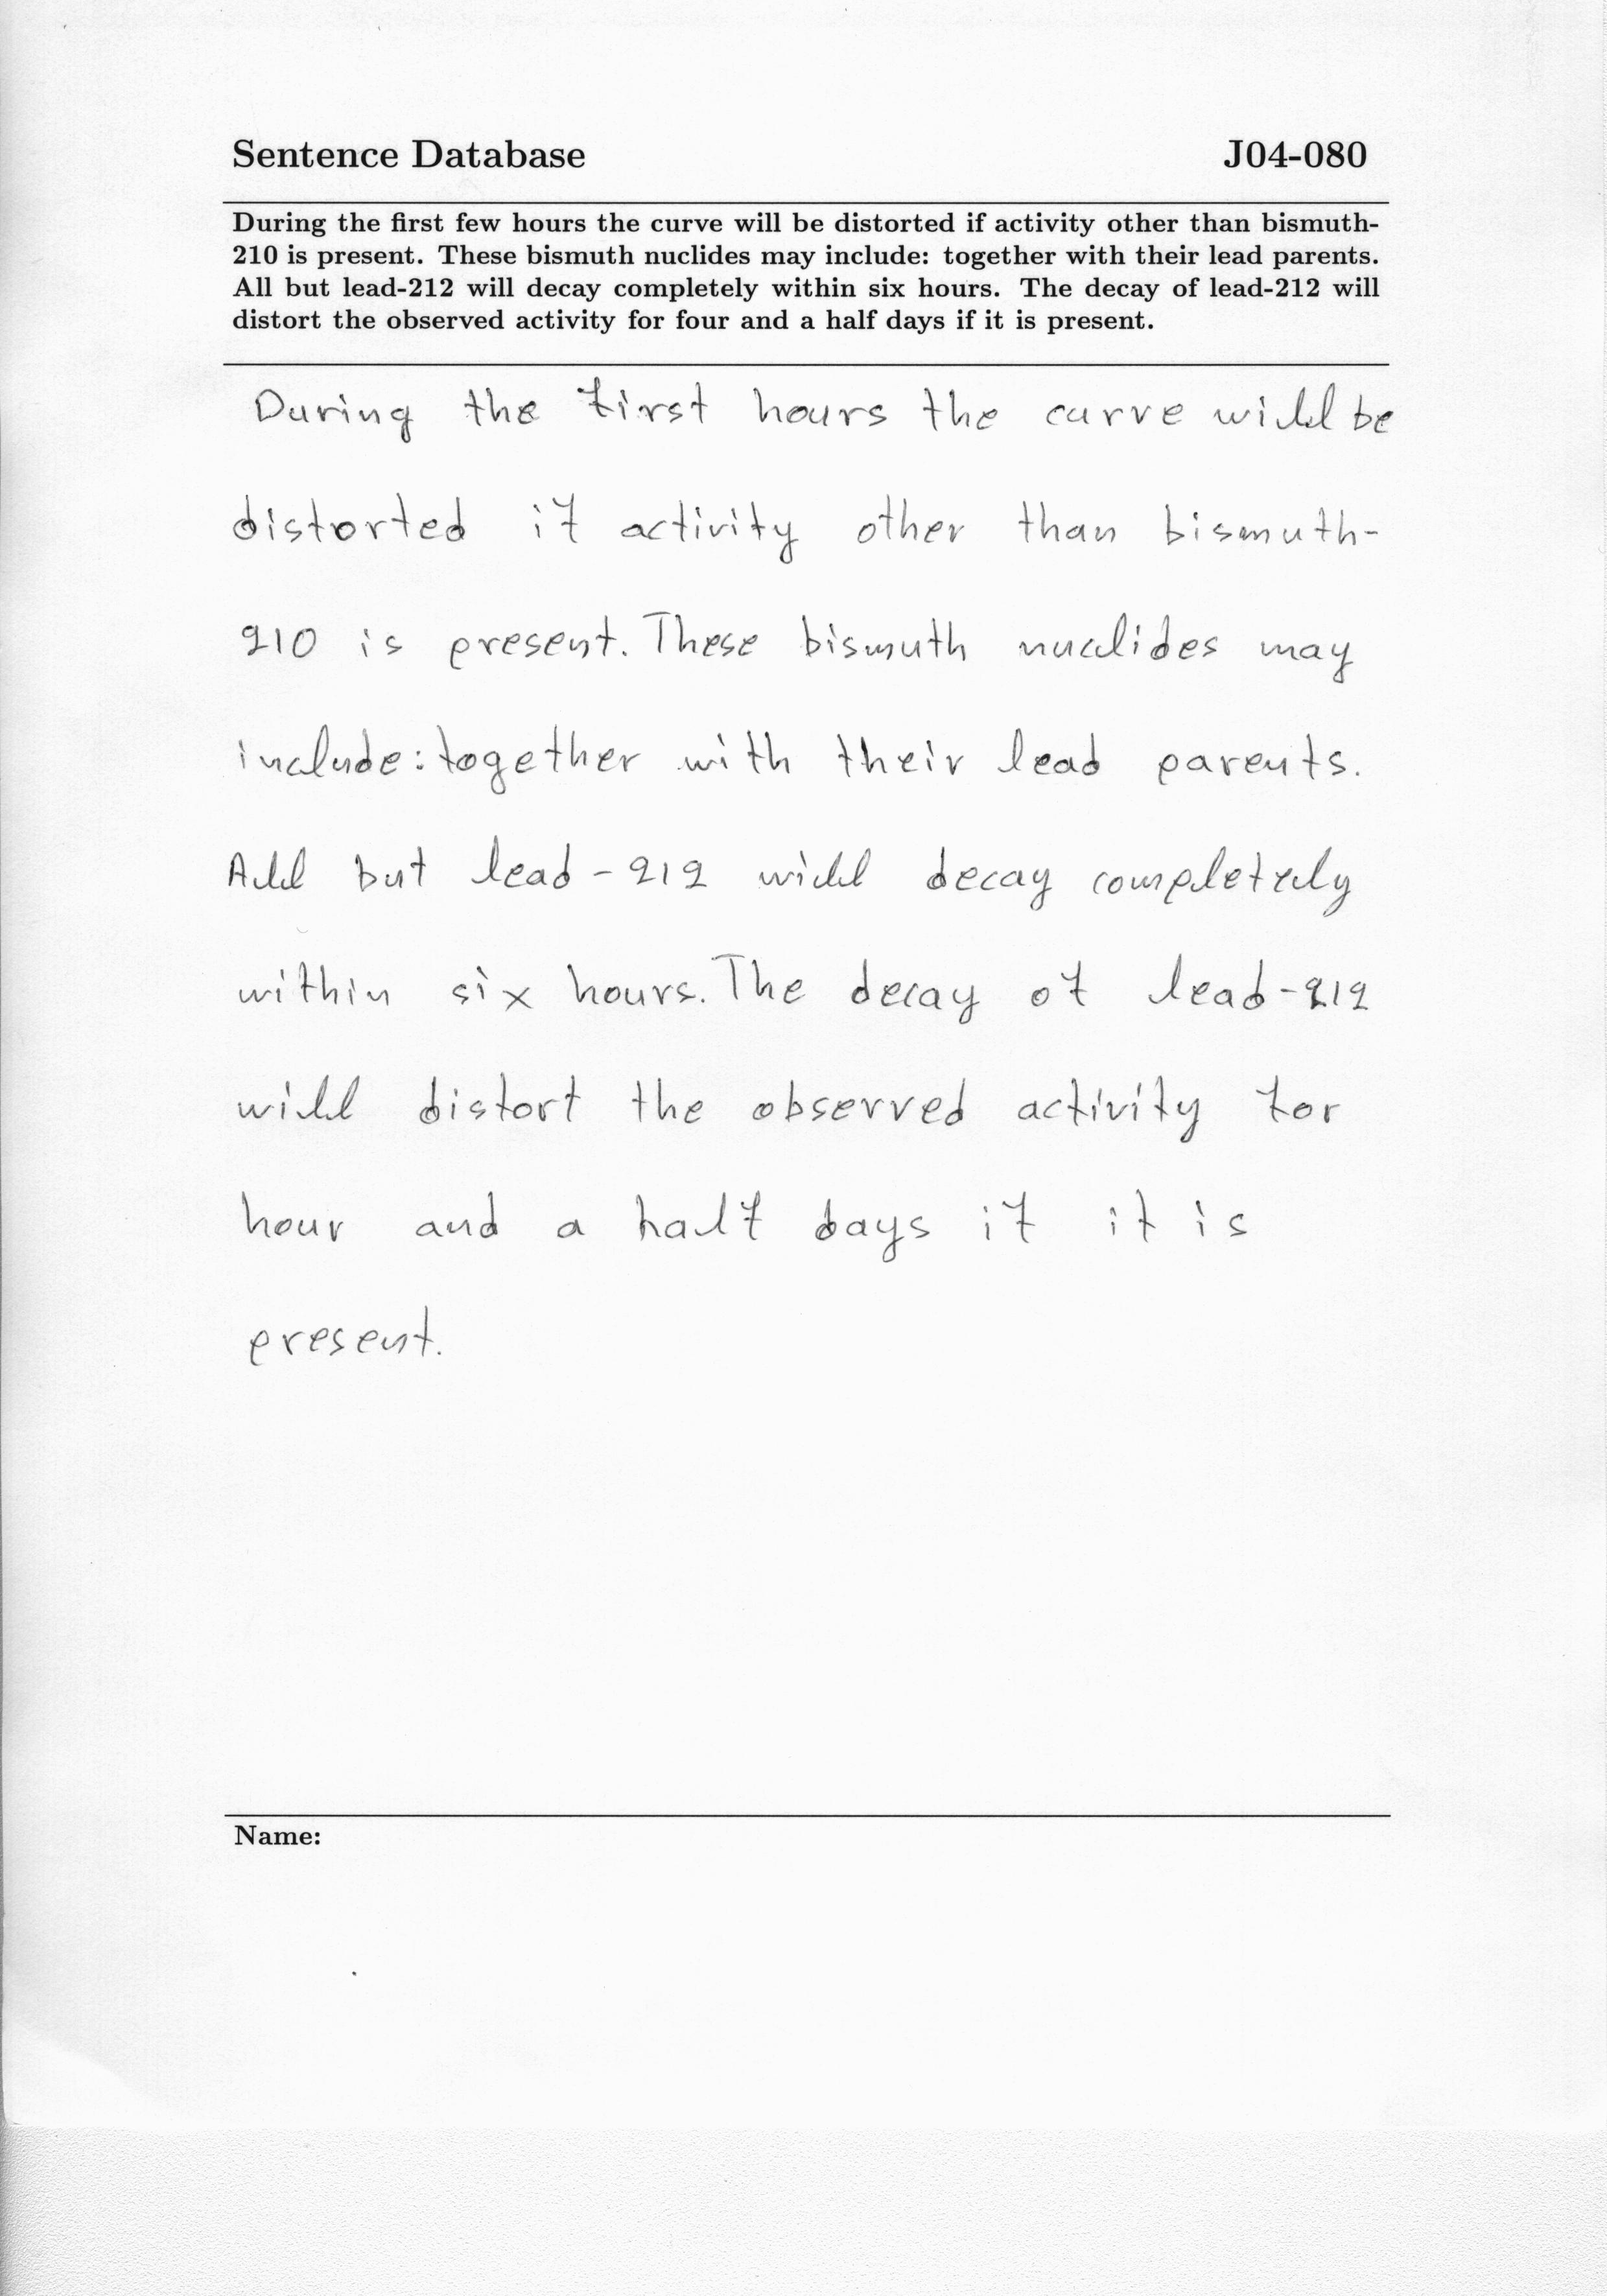 Sentence Database J04-080
During the first few hours the curve will be distorted if activity other than bismuth-
210 is present. These bismuth nuclides may include: together with their lead parents.
All but lead-212 will decay completely within six hours. The decay of lead-212 will
distort the observed activity for four and a half days if it is present.
During the first hours the curve will be
distorted if activity other than bismuth-
210 is present. These bismuth nuclides may
include: together with their lead parents.
All but lead-212 will decay completely
within six hours. The decay of lead-212
will distort the observed activity for
hour and a half days if it is
present.
Name: